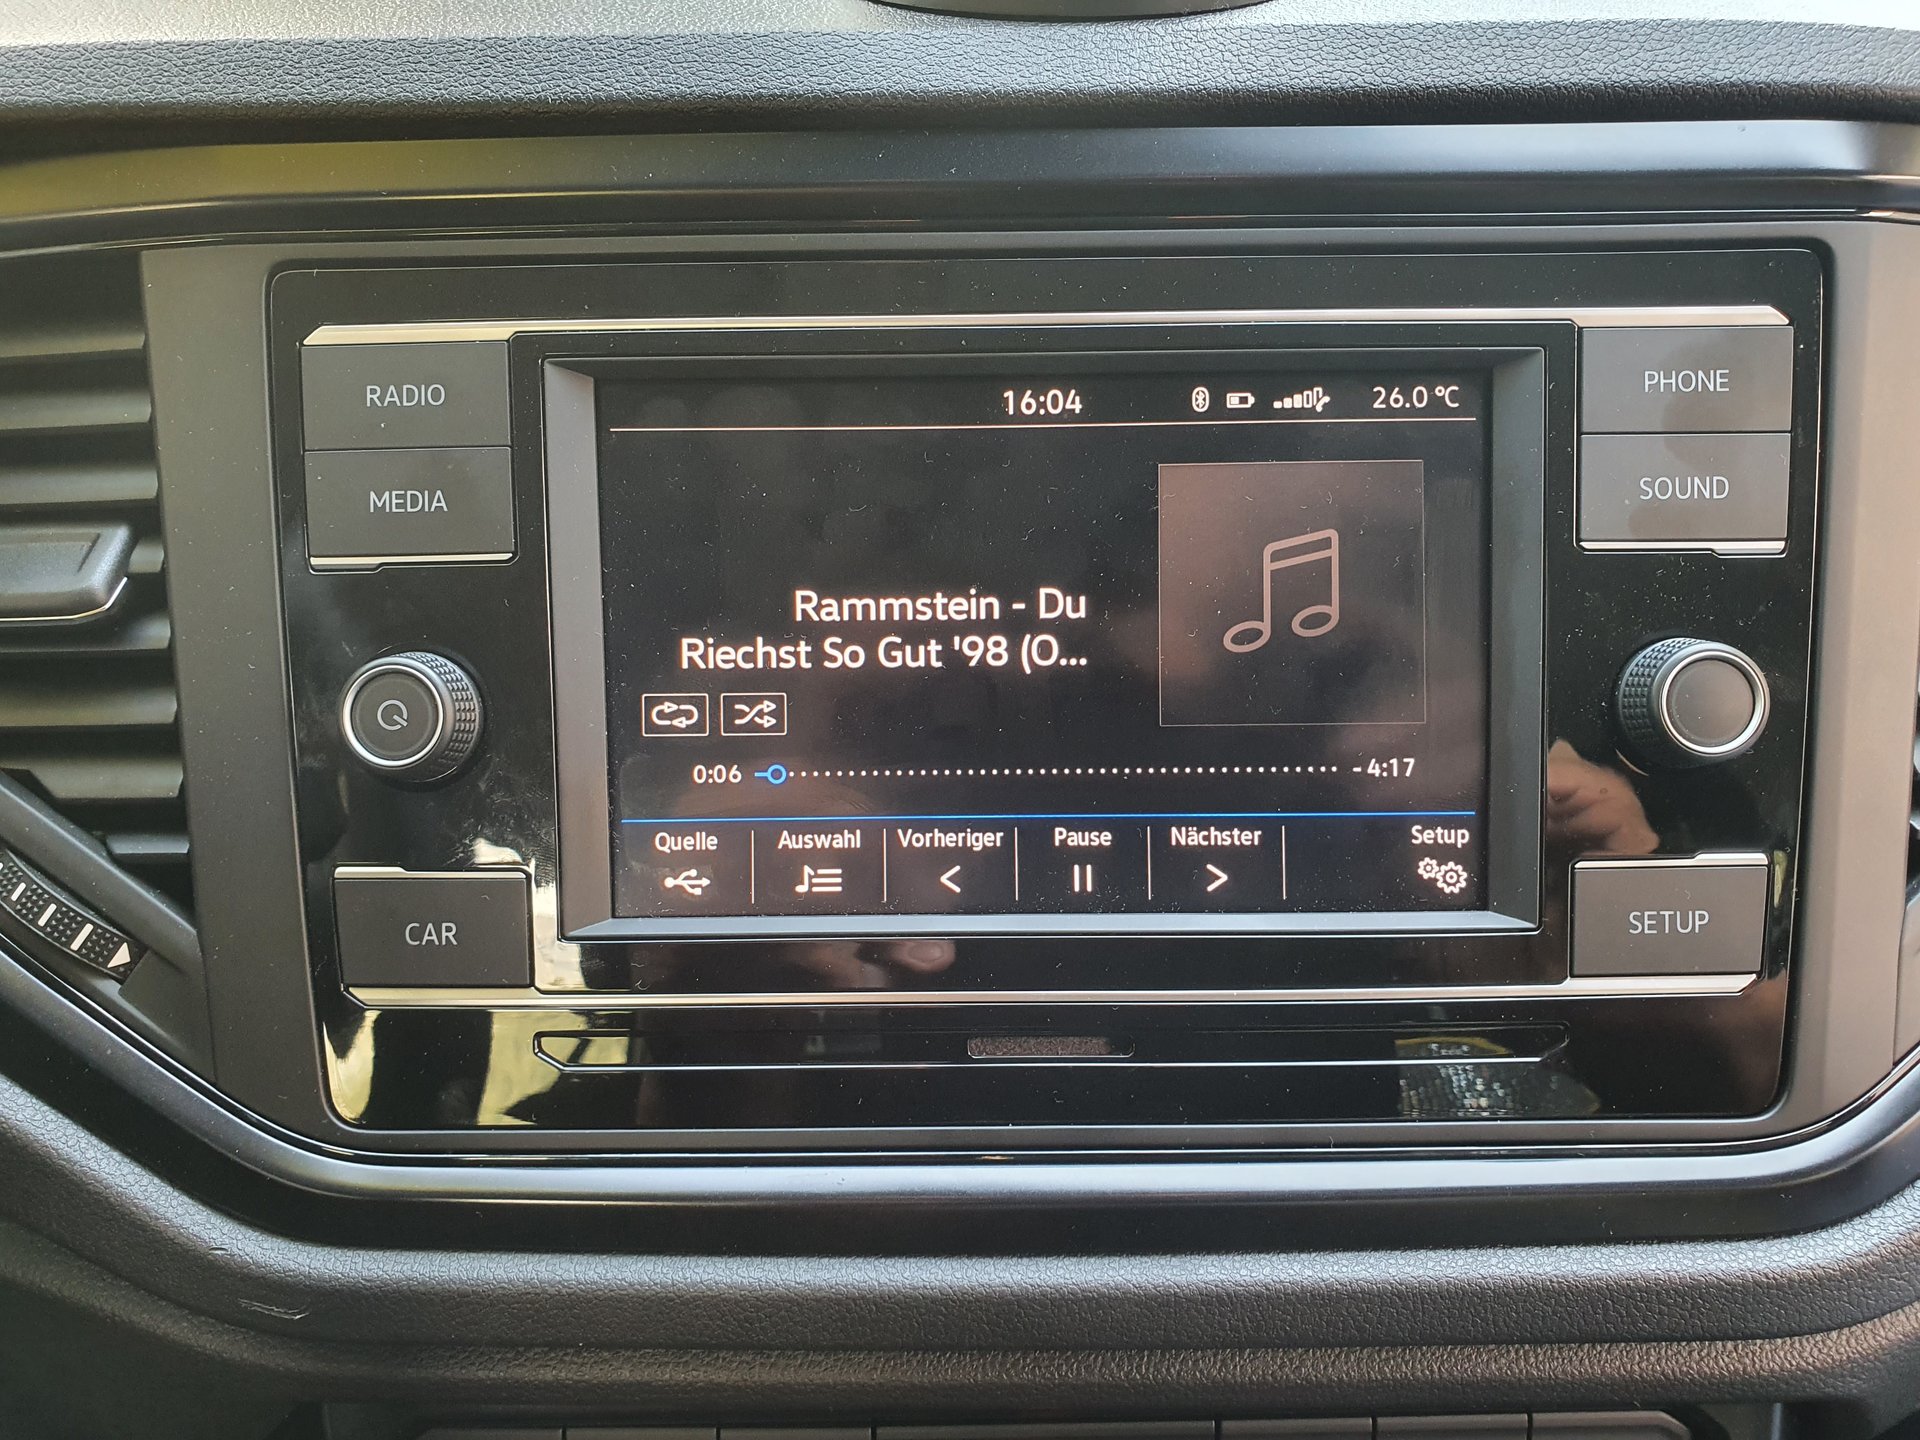 RADIO
MEDIA
CAR
16:04
26.0 °C
Rammstein - Du
Riechst So Gut '98 (O...
0:06
- 4:17
Quelle
Auswahl
Vorheriger
Pause
Nächster
Setup
PHONE
SOUND
SETUP